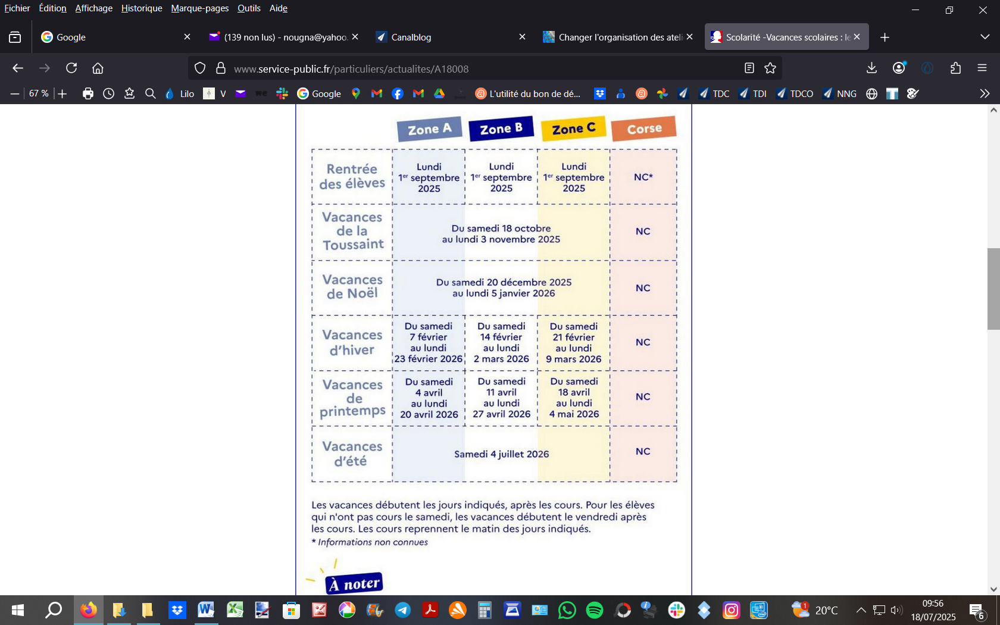 Fichier Édition Affichage Historique Marque-pages Outils Aide
Google
(139 non lus) - nougna@yahoo.
Canalblog
Changer l'organisation des ateli
Scolarité -Vacances scolaires : le
www.service-public.fr/particuliers/actualites/A18008
67 % Lilo V we Google L'utilité du bon de dé... TDC TDI TDCO NNG
Zone A Zone B Zone C Corse
Rentrée
des élèves
Lundi
1er septembre
2025
Lundi
1er septembre
2025
Lundi
1er septembre
2025
NC*
Vacances
de la
Toussaint
Du samedi 18 octobre
au lundi 3 novembre 2025
NC
Vacances
de Noël
Du samedi 20 décembre 2025
au lundi 5 janvier 2026
NC
Vacances
d'hiver
Du samedi
7 février
au lundi
23 février 2026
Du samedi
14 février
au lundi
2 mars 2026
Du samedi
21 février
au lundi
9 mars 2026
NC
Vacances
de
printemps
Du samedi
4 avril
au lundi
20 avril 2026
Du samedi
11 avril
au lundi
27 avril 2026
Du samedi
18 avril
au lundi
4 mai 2026
NC
Vacances
d'été
Samedi 4 juillet 2026
NC
Les vacances débutent les jours indiqués, après les cours. Pour les élèves
qui n'ont pas cours le samedi, les vacances débutent le vendredi après
les cours. Les cours reprennent le matin des jours indiqués.
* Informations non connues
À noter
1 20°C
09:56
18/07/2025
6